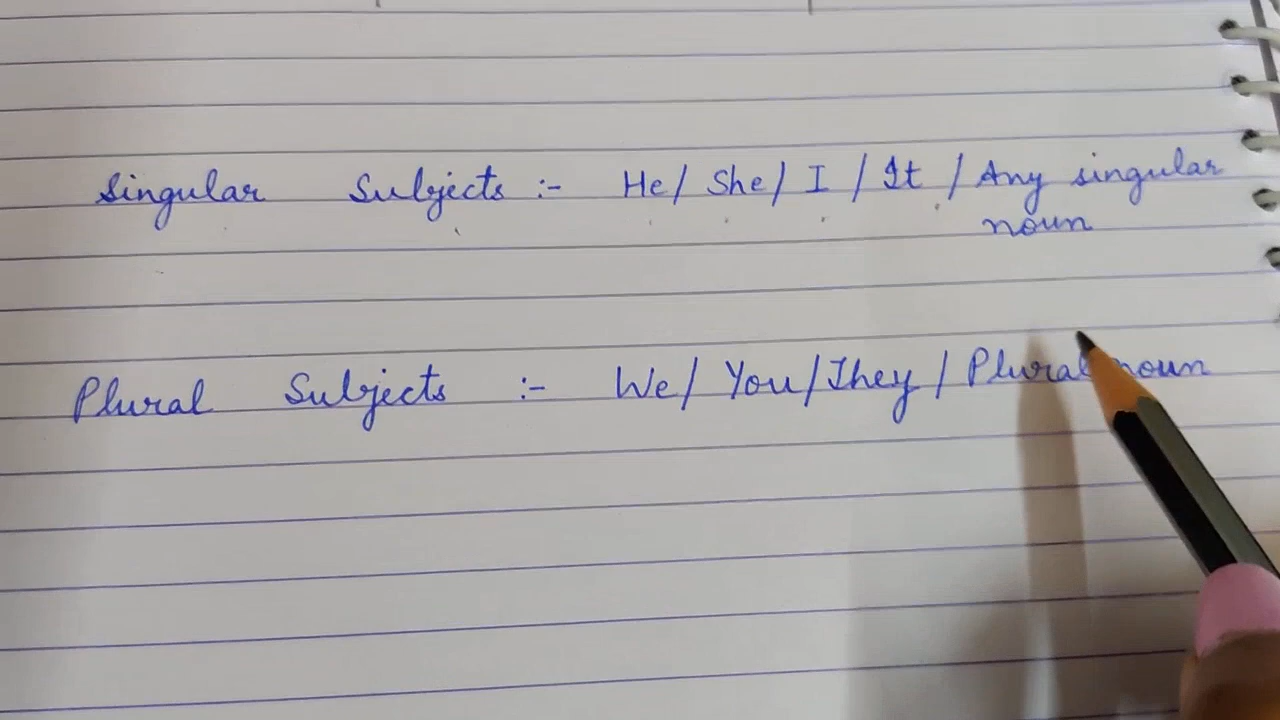 Singular Subjects :- He/ She/ I / It / Any singular
noun
Plural Subjects :- We/ You/They/ Plural noun